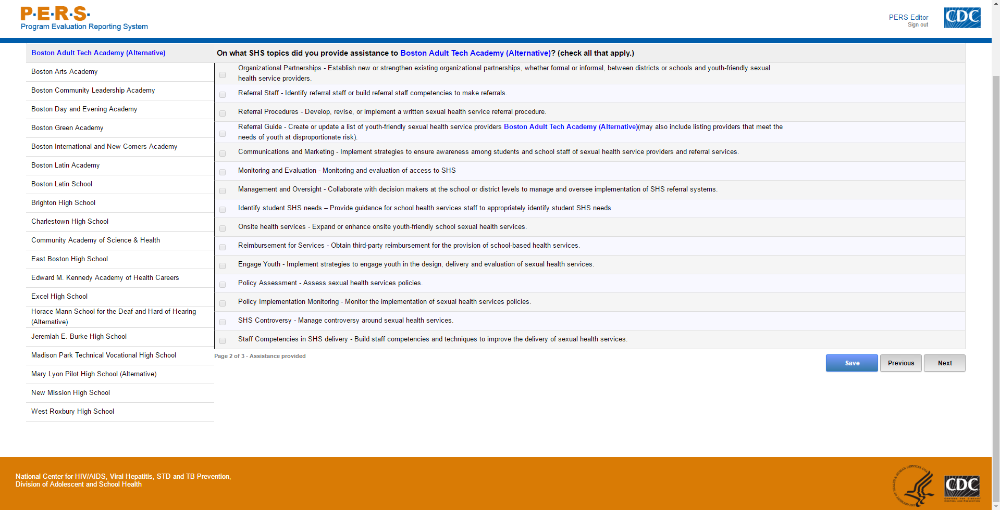 P·E·R·S·
Program Evaluation Reporting System
PERS Editor
Sign out
CDC
Boston Adult Tech Academy (Alternative)
Boston Arts Academy
Boston Community Leadership Academy
Boston Day and Evening Academy
Boston Green Academy
Boston International and New Comers Academy
Boston Latin Academy
Boston Latin School
Brighton High School
Charlestown High School
Community Academy of Science & Health
East Boston High School
Edward M. Kennedy Academy of Health Careers
Excel High School
Horace Mann School for the Deaf and Hard of Hearing
(Alternative)
Jeremiah E. Burke High School
Madison Park Technical Vocational High School
Mary Lyon Pilot High School (Alternative)
New Mission High School
West Roxbury High School
On what SHS topics did you provide assistance to Boston Adult Tech Academy (Alternative)? (check all that apply.)
Organizational Partnerships - Establish new or strengthen existing organizational partnerships, whether formal or informal, between districts or schools and youth-friendly sexual
health service providers.
Referral Staff - Identify referral staff or build referral staff competencies to make referrals.
Referral Procedures - Develop, revise, or implement a written sexual health service referral procedure.
Referral Guide - Create or update a list of youth-friendly sexual health service providers Boston Adult Tech Academy (Alternative)(may also include listing providers that meet the
needs of youth at disproportionate risk).
Communications and Marketing - Implement strategies to ensure awareness among students and school staff of sexual health service providers and referral services.
Monitoring and Evaluation - Monitoring and evaluation of access to SHS
Management and Oversight - Collaborate with decision makers at the school or district levels to manage and oversee implementation of SHS referral systems.
Identify student SHS needs – Provide guidance for school health services staff to appropriately identify student SHS needs
Onsite health services - Expand or enhance onsite youth-friendly school sexual health services.
Reimbursement for Services - Obtain third-party reimbursement for the provision of school-based health services.
Engage Youth - Implement strategies to engage youth in the design, delivery and evaluation of sexual health services.
Policy Assessment - Assess sexual health services policies.
Policy Implementation Monitoring - Monitor the implementation of sexual health services policies.
SHS Controversy - Manage controversy around sexual health services.
Staff Competencies in SHS delivery - Build staff competencies and techniques to improve the delivery of sexual health services.
Page 2 of 3 - Assistance provided
Save
Previous
Next
National Center for HIV/AIDS, Viral Hepatitis, STD and TB Prevention,
Division of Adolescent and School Health
DEPARTMENT OF HEALTH & HUMAN SERVICES·USA
CDC
CENTERS FOR DISEASE
CONTROL AND PREVENTION